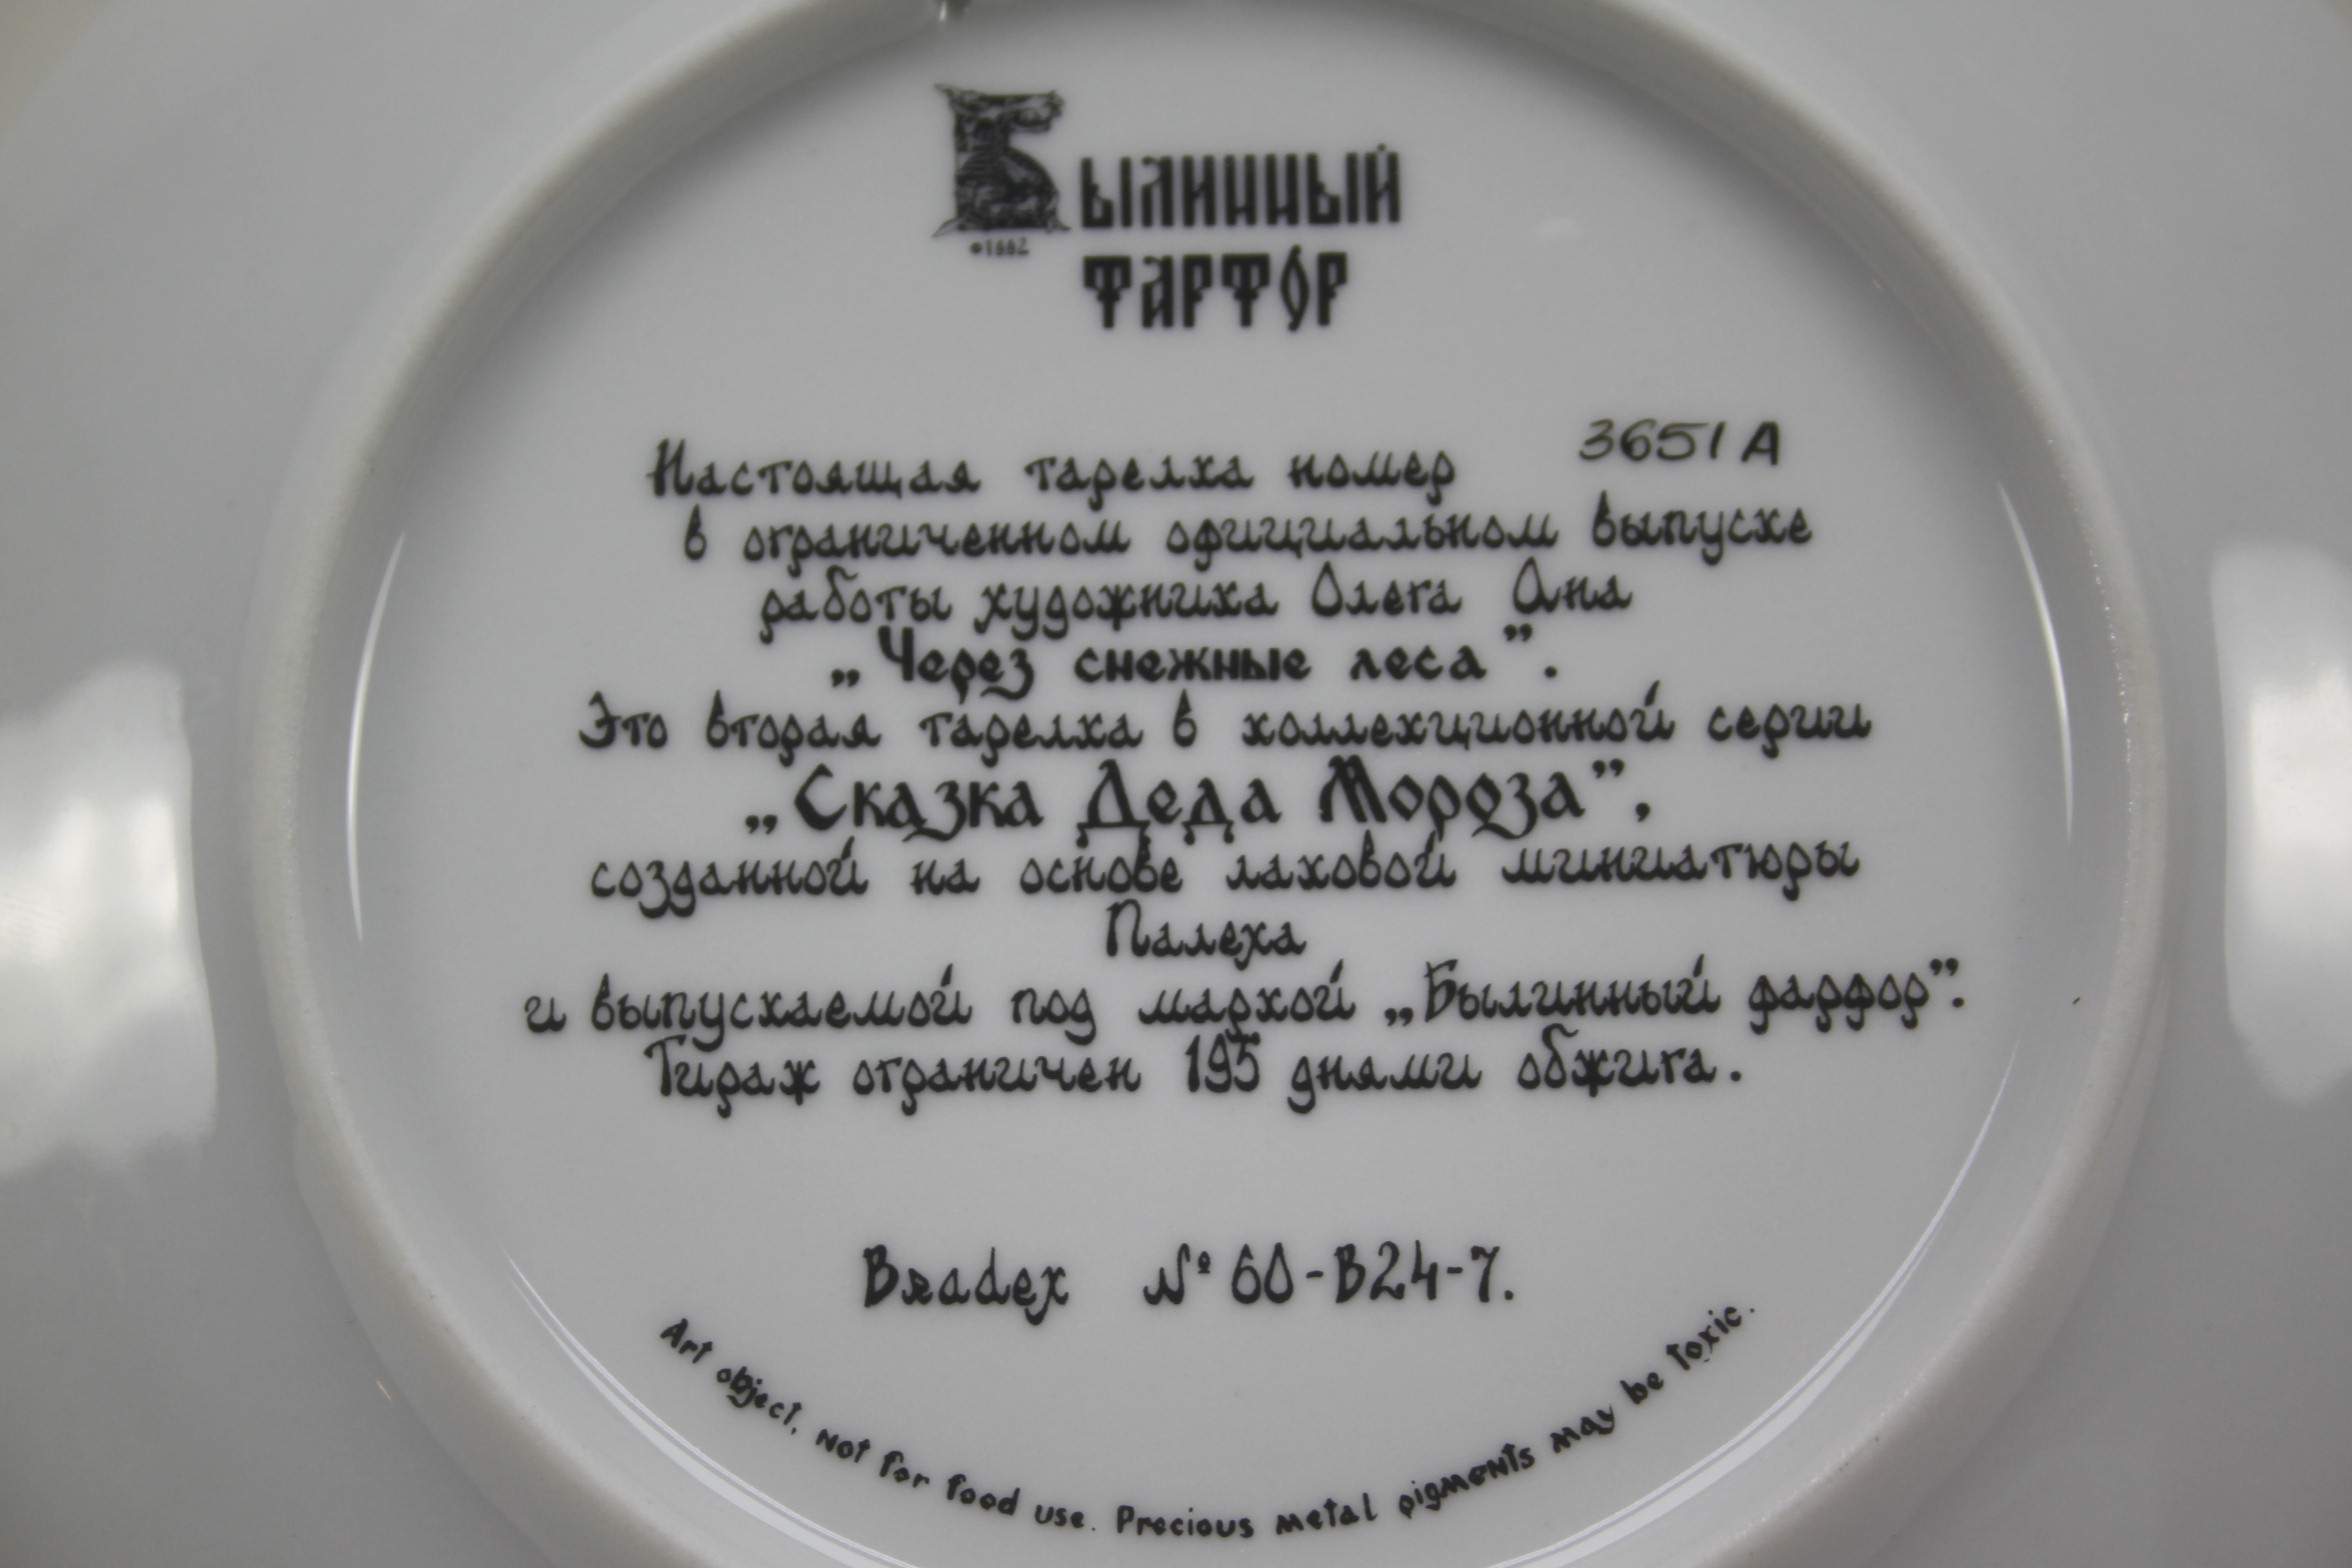 Былинный
©1662
фарфор
Настоящая тарелка номер 3651 A
в ограниченном официальном выпуске
работы художника Олега Ана
„Через снежные леса”.
Это вторая тарелка в коллекционной серии
„Сказка Деда Мороза”,
созданной на основе лаковой миниатюры
Палеха
и выпускаемой под маркой „Былинный фарфор”.
Тираж ограничен 195 днями обжига.
Bradex № 60-B24-7.
Art object, not for food use. Precious metal pigments may be toxic.